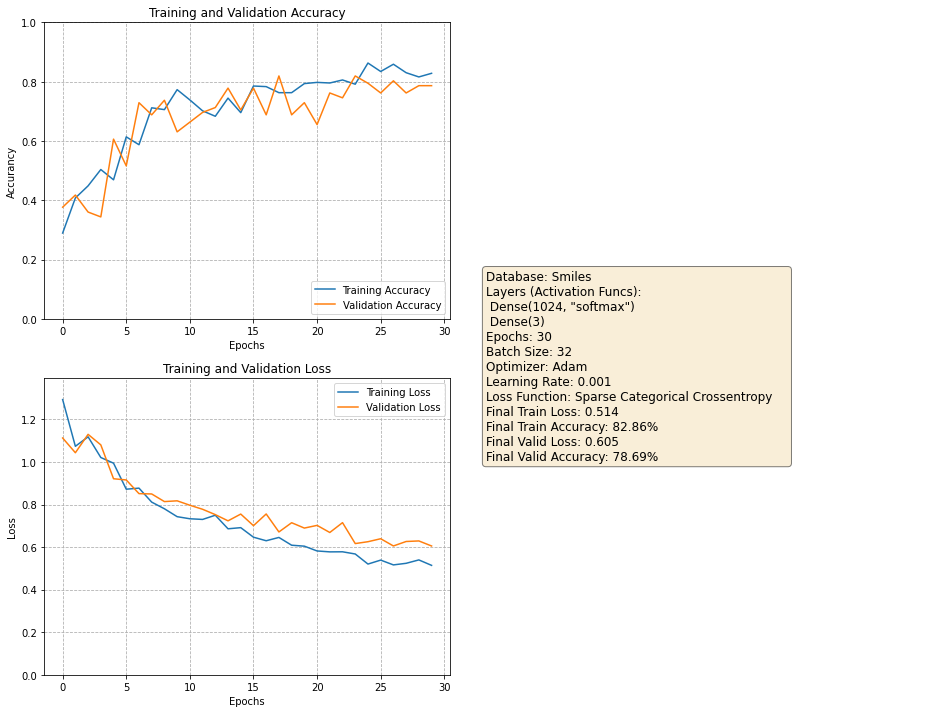 Training and Validation Accuracy
1.0
0.8
0.6
0.4
0.2
0.0
Accurancy
Training Accuracy
Validation Accuracy
0 5 10 15 20 25 30
Epochs
Training and Validation Loss
Training Loss
Validation Loss
1.2
1.0
0.8
0.6
0.4
0.2
0.0
Loss
0 5 10 15 20 25 30
Epochs
Database: Smiles
Layers (Activation Funcs):
Dense(1024, "softmax")
Dense(3)
Epochs: 30
Batch Size: 32
Optimizer: Adam
Learning Rate: 0.001
Loss Function: Sparse Categorical Crossentropy
Final Train Loss: 0.514
Final Train Accuracy: 82.86%
Final Valid Loss: 0.605
Final Valid Accuracy: 78.69%